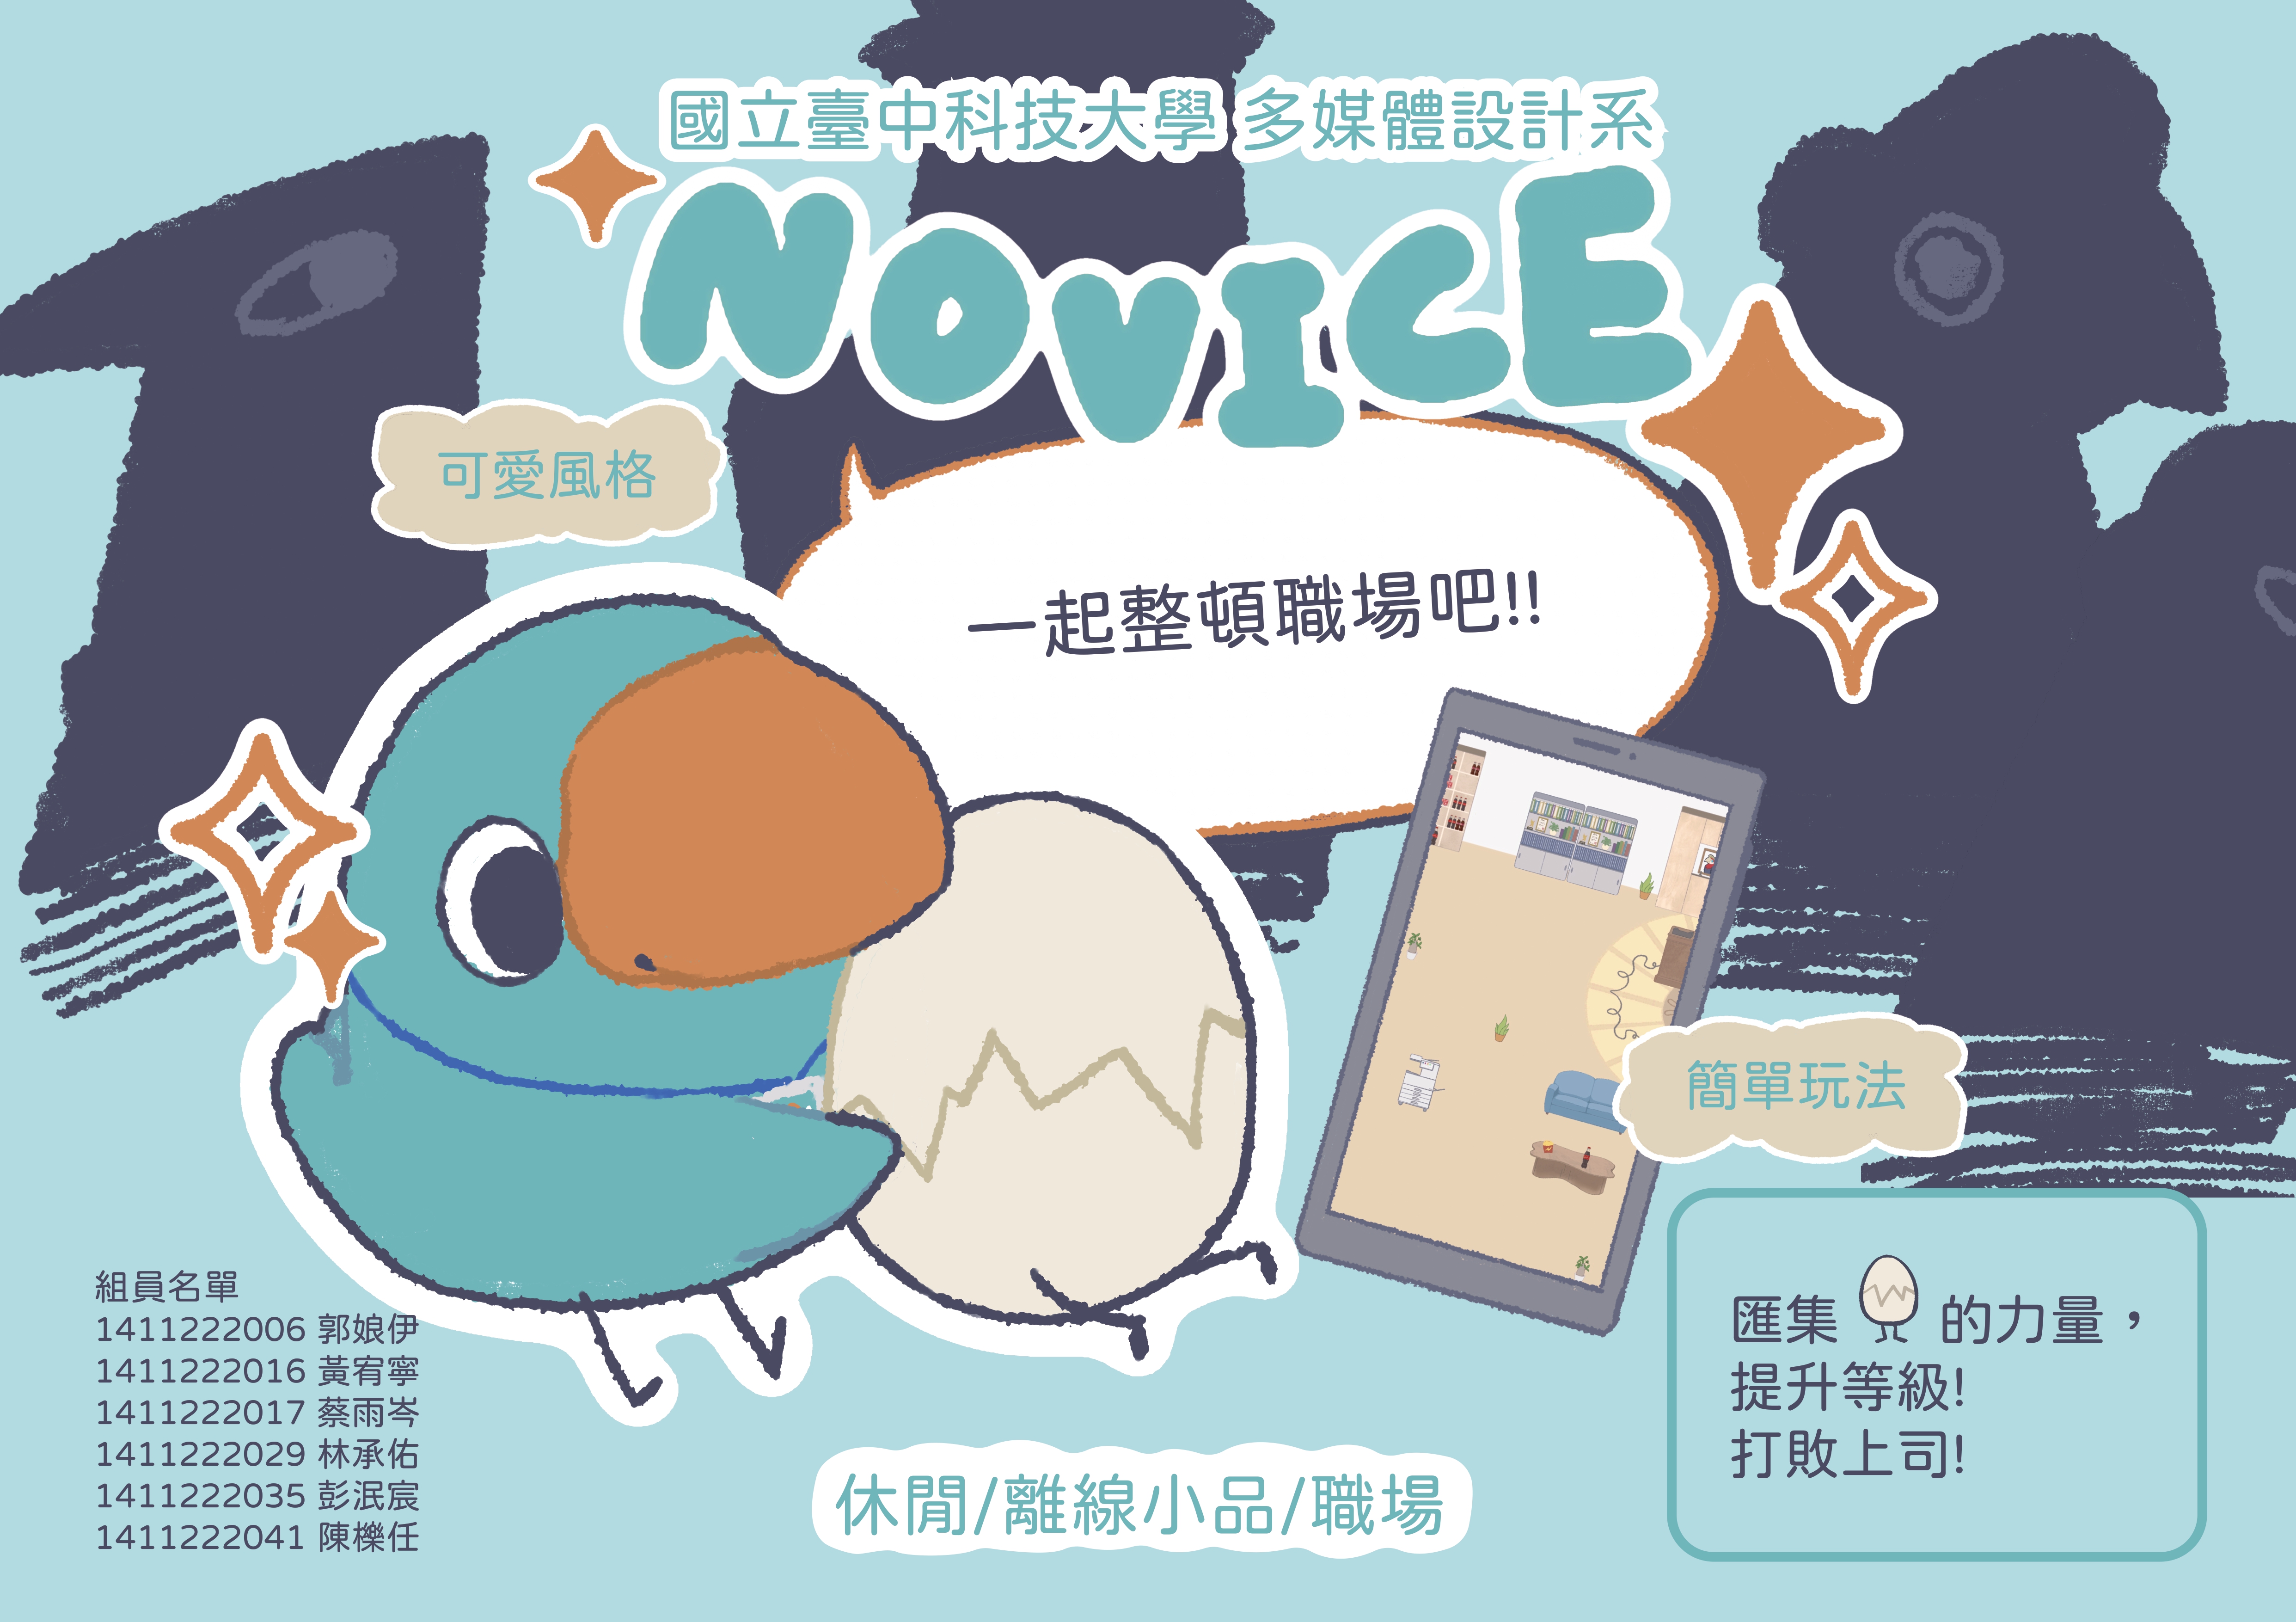 國立臺中科技大學 多媒體設計系
NOVICE
可愛風格
一起整頓職場吧!!
簡單玩法
匯集 的力量，
提升等級!
打敗上司!
組員名單
1411222006 郭娘伊
1411222016 黃宥寧
1411222017 蔡雨岑
1411222029 林承佑
1411222035 彭泯宸
1411222041 陳櫟任
休閒/離線小品/職場